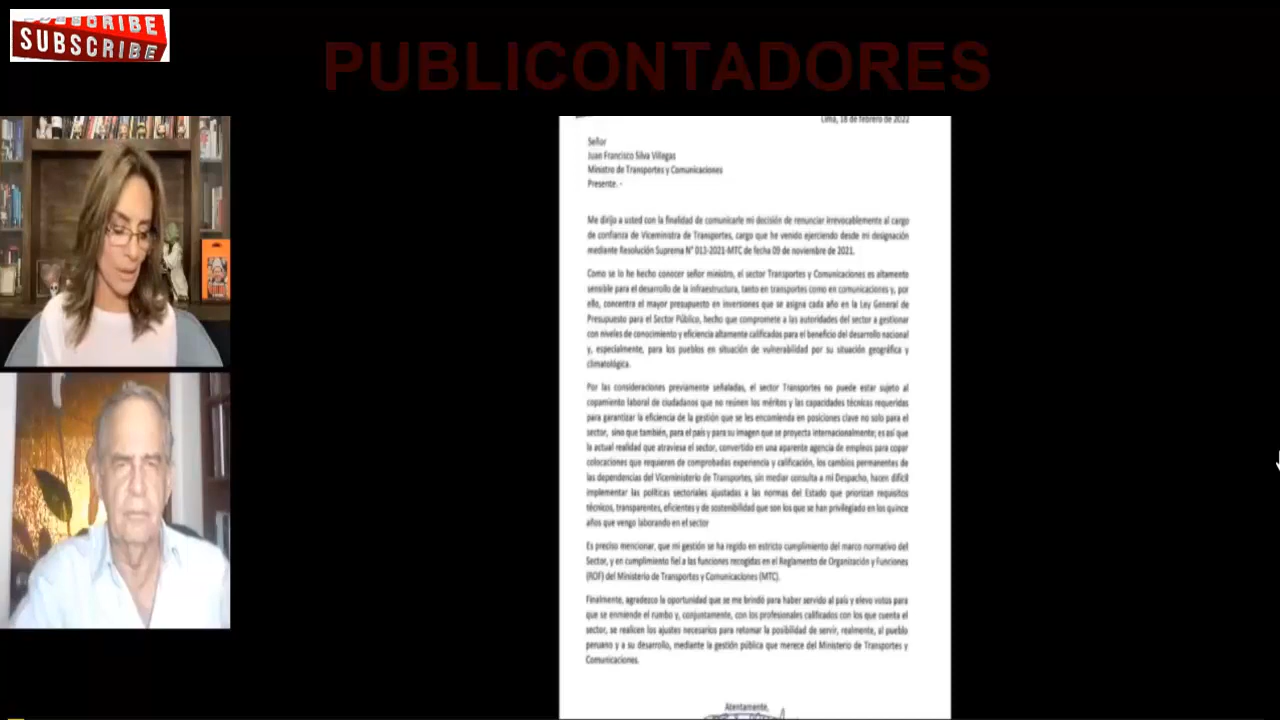 SUBSCRIBE
SUBSCRIBE
PUBLICONTADORES
Lima, 18 de febrero de 2022
Señor
Juan Francisco Silva Villegas
Ministro de Transportes y Comunicaciones
Presente. -
Me dirijo a usted con la finalidad de comunicarle mi decisión de renunciar irrevocablemente al cargo
de confianza de Viceministra de Transportes, cargo que he venido ejerciendo desde mi designación
mediante Resolución Suprema N° 013-2021-MTC de fecha 09 de noviembre de 2021.
Como se lo he hecho conocer señor ministro, el sector Transportes y Comunicaciones es altamente
sensible para el desarrollo de la infraestructura, tanto en transportes como en comunicaciones y, por
ello, concentra el mayor presupuesto en inversiones que se asigna cada año en la Ley General de
Presupuesto para el Sector Público, hecho que compromete a las autoridades del sector a gestionar
con niveles de conocimiento y eficiencia altamente calificados para el beneficio del desarrollo nacional
y, especialmente, para los pueblos en situación de vulnerabilidad por su situación geográfica y
climatológica.
Por las consideraciones previamente señaladas, el sector Transportes no puede estar sujeto al
copamiento laboral de ciudadanos que no reúnen los méritos y las capacidades técnicas requeridas
para garantizar la eficiencia de la gestión que se les encomienda en posiciones clave no solo para el
sector, sino que también, para el país y para su imagen que se proyecta internacionalmente; es así que
la actual realidad que atraviesa el sector, convertido en una aparente agencia de empleos para copar
colocaciones que requieren de comprobadas experiencia y calificación, los cambios permanentes de
las dependencias del Viceministerio de Transportes, sin mediar consulta a mi Despacho, hacen difícil
implementar las políticas sectoriales ajustadas a las normas del Estado que priorizan requisitos
técnicos, transparentes, eficientes y de sostenibilidad que son los que se han privilegiado en los quince
años que vengo laborando en el sector
Es preciso mencionar, que mi gestión se ha regido en estricto cumplimiento del marco normativo del
Sector, y en cumplimiento fiel a las funciones recogidas en el Reglamento de Organización y Funciones
(ROF) del Ministerio de Transportes y Comunicaciones (MTC).
Finalmente, agradezco la oportunidad que se me brindó para haber servido al país y elevo votos para
que se enmiende el rumbo y, conjuntamente, con los profesionales calificados con los que cuenta el
sector, se realicen los ajustes necesarios para retomar la posibilidad de servir, realmente, al pueblo
peruano y a su desarrollo, mediante la gestión pública que merece del Ministerio de Transportes y
Comunicaciones.
Atentamente,